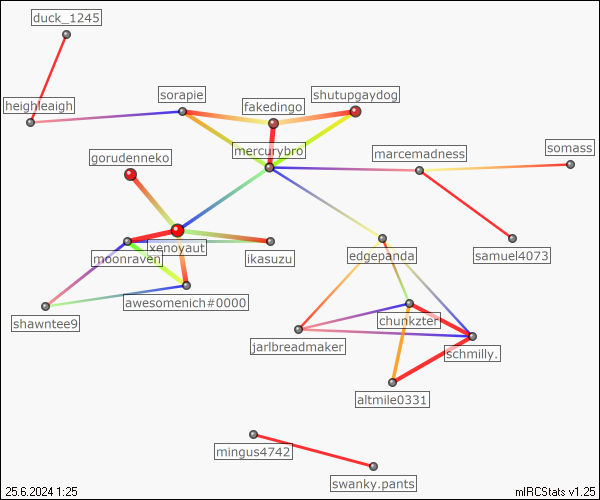 duck_1245
heighleaigh
sorapie
fakedingo
shutupgaydog
mercurybro
marcemadness
somass
gorudenneko
xenoyaut
moonraven
ikasuzu
edgepanda
samuel4073
awesomenich#0000
shawntee9
chunkzter
jarlbreadmaker
schmilly.
altmile0331
mingus4742
swanky.pants
25.6.2024 1:25
mIRCStats v1.25